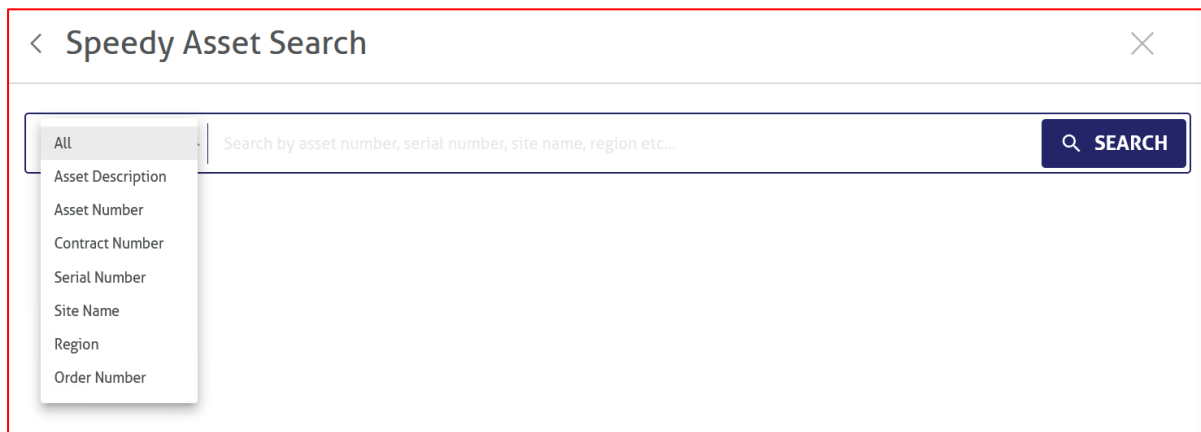 Speedy Asset Search
All
Search by asset number, serial number, site name, region etc...
SEARCH
Asset Description
Asset Number
Contract Number
Serial Number
Site Name
Region
Order Number